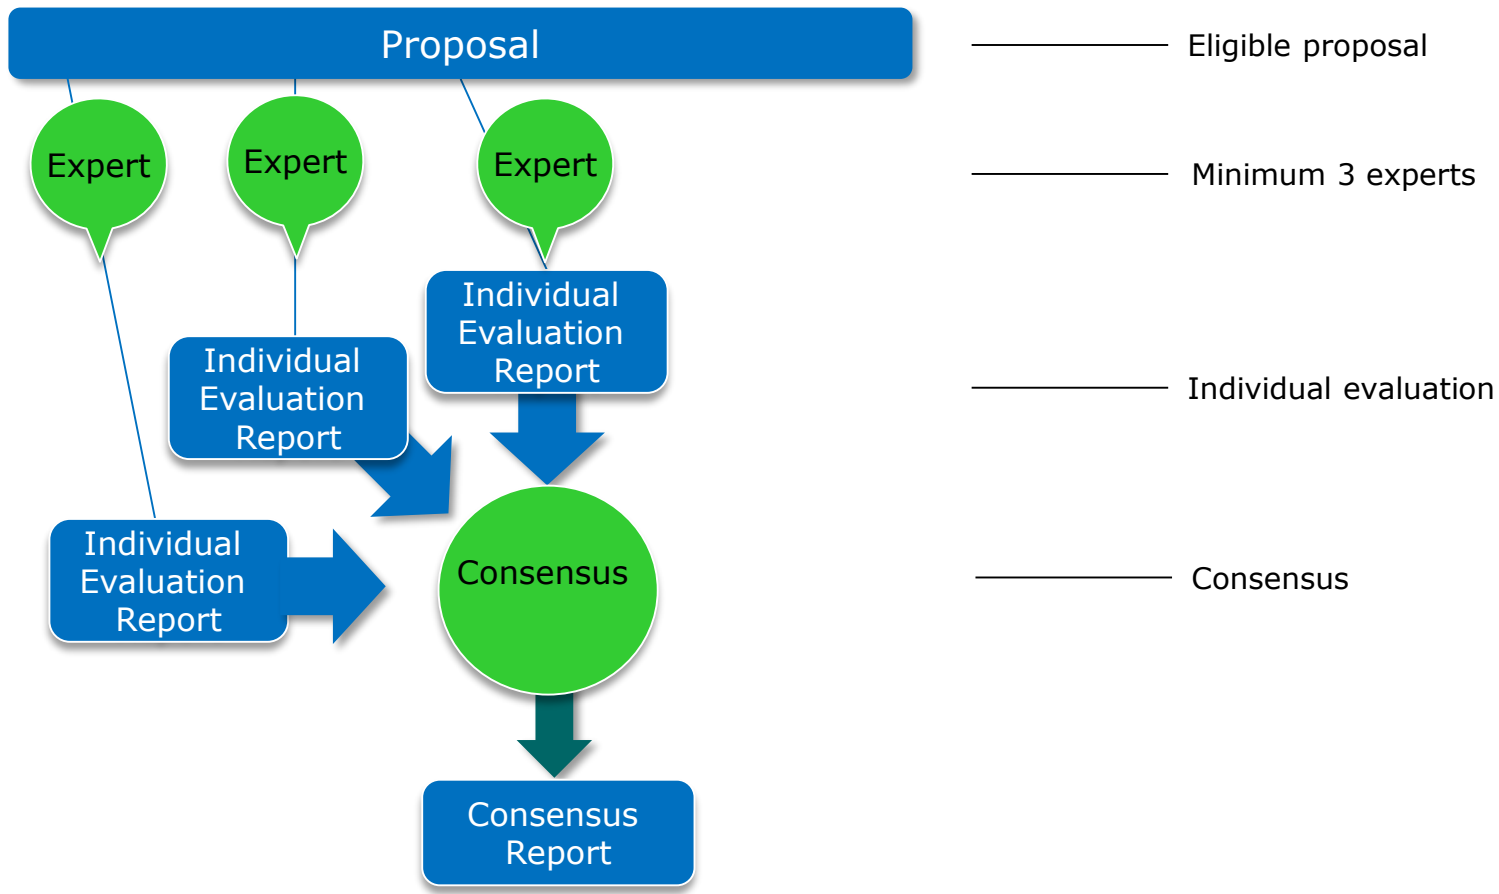 Proposal
Eligible proposal
Expert
Expert
Expert
Minimum 3 experts
Individual
Evaluation
Report
Individual
Evaluation
Report
Individual evaluation
Individual
Evaluation
Report
Consensus
Consensus
Consensus
Report